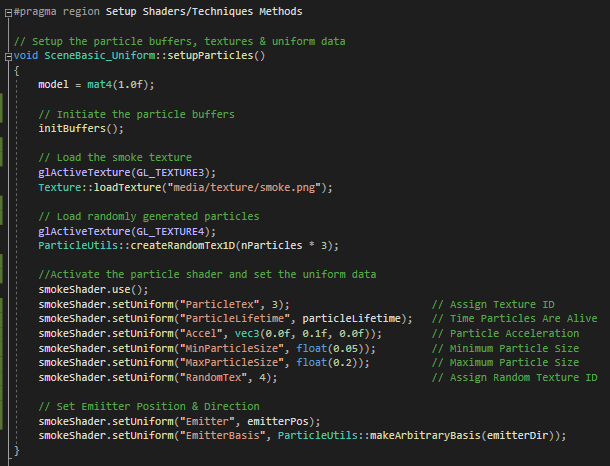 #pragma region Setup Shaders/Techniques Methods
// Setup the particle buffers, textures & uniform data
void SceneBasic_Uniform::setupParticles()
{
model = mat4(1.0f);
// Initiate the particle buffers
initBuffers();
// Load the smoke texture
glActiveTexture(GL_TEXTURE3);
Texture::loadTexture("media/texture/smoke.png");
// Load randomly generated particles
glActiveTexture(GL_TEXTURE4);
ParticleUtils::createRandomTex1D(nParticles * 3);
//Activate the particle shader and set the uniform data
smokeShader.use();
smokeShader.setUniform("ParticleTex", 3); // Assign Texture ID
smokeShader.setUniform("ParticleLifetime", particleLifetime); // Time Particles Are Alive
smokeShader.setUniform("Accel", vec3(0.0f, 0.1f, 0.0f)); // Particle Acceleration
smokeShader.setUniform("MinParticleSize", float(0.05)); // Minimum Particle Size
smokeShader.setUniform("MaxParticleSize", float(0.2)); // Maximum Particle Size
smokeShader.setUniform("RandomTex", 4); // Assign Random Texture ID
// Set Emiitter Position & Direction
smokeShader.setUniform("Emitter", emitterPos);
smokeShader.setUniform("EmitterBasis", ParticleUtils::makeArbitraryBasis(emitterDir));
}